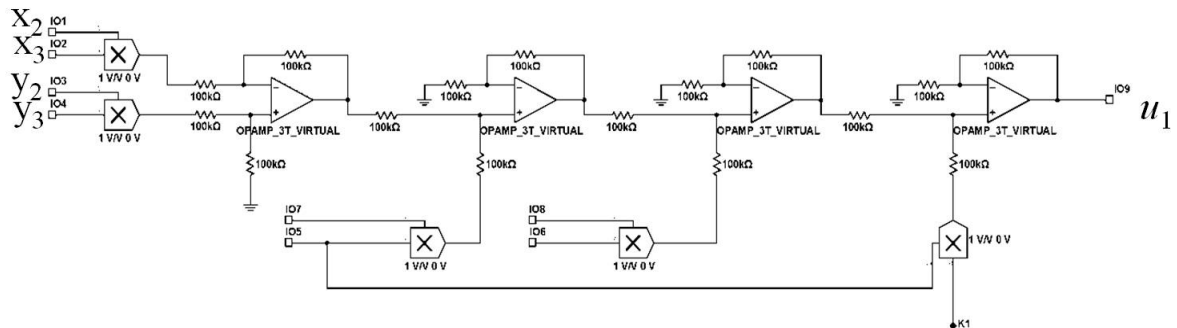 x₂ IO1
x₃ IO2
1 V/V 0 V
y₂ IO3
y₃ IO4
1 V/V 0 V
100kΩ
100kΩ
100kΩ
100kΩ
OPAMP_3T_VIRTUAL
100kΩ
100kΩ
100kΩ
OPAMP_3T_VIRTUAL
100kΩ
100kΩ
100kΩ
100kΩ
OPAMP_3T_VIRTUAL
100kΩ
100kΩ
100kΩ
100kΩ
OPAMP_3T_VIRTUAL
100kΩ
100kΩ
IO9
u₁
IO7
IO5
1 V/V 0 V
IO8
IO6
1 V/V 0 V
1 V/V 0 V
K1